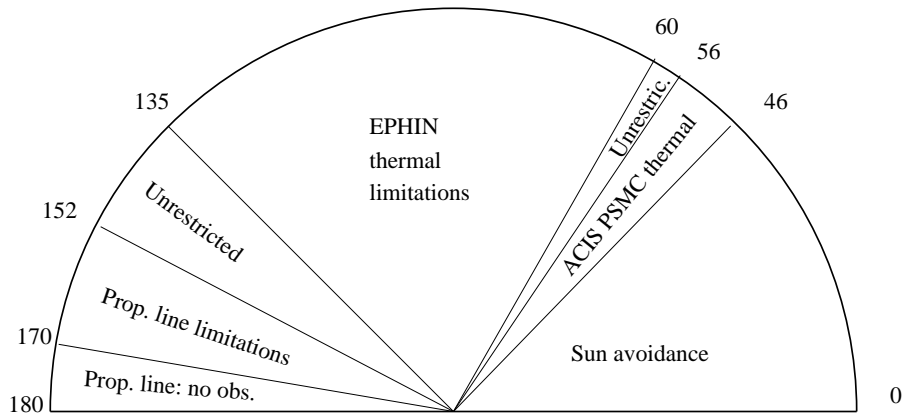 60
56
46
135
152
170
180
0
EPHIN
thermal
limitations
Unrestric.
ACIS PSMC thermal
Unrestricted
Prop. line limitations
Prop. line: no obs.
Sun avoidance